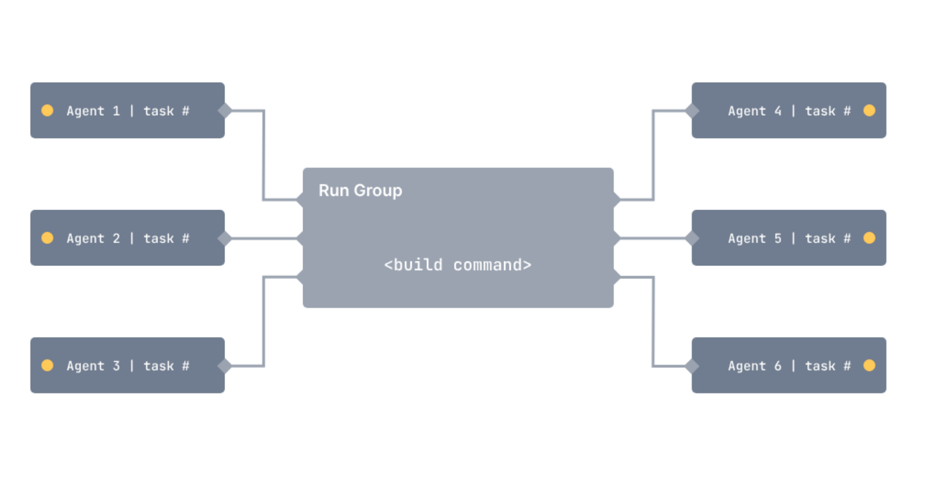 Agent 1 | task #
Agent 4 | task #
Run Group
Agent 2 | task #
Agent 5 | task #
<build command>
Agent 3 | task #
Agent 6 | task #